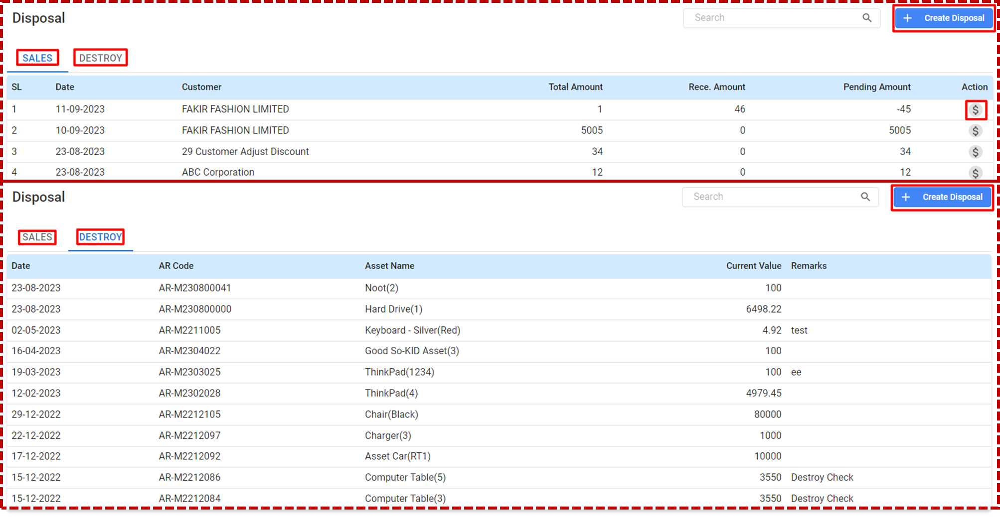 Disposal
Search
+ Create Disposal
SALES DESTROY
SL Date Customer Total Amount Rece. Amount Pending Amount Action
1 11-09-2023 FAKIR FASHION LIMITED 1 46 -45 $
2 10-09-2023 FAKIR FASHION LIMITED 5005 0 5005 $
3 23-08-2023 29 Customer Adjust Discount 34 0 34 $
4 23-08-2023 ABC Corporation 12 0 12 $
Disposal
Search
+ Create Disposal
SALES DESTROY
Date AR Code Asset Name Current Value Remarks
23-08-2023 AR-M230800041 Noot(2) 100
23-08-2023 AR-M230800000 Hard Drive(1) 6498.22
02-05-2023 AR-M2211005 Keyboard - Silver(Red) 4.92 test
16-04-2023 AR-M2304022 Good So-KID Asset(3) 100
19-03-2023 AR-M2303025 ThinkPad(1234) 100 ee
12-02-2023 AR-M2302028 ThinkPad(4) 4979.45
29-12-2022 AR-M2212105 Chair(Black) 80000
22-12-2022 AR-M2212097 Charger(3) 1000
17-12-2022 AR-M2212092 Asset Car(RT1) 10000
15-12-2022 AR-M2212086 Computer Table(5) 3550 Destroy Check
15-12-2022 AR-M2212084 Computer Table(3) 3550 Destroy Check